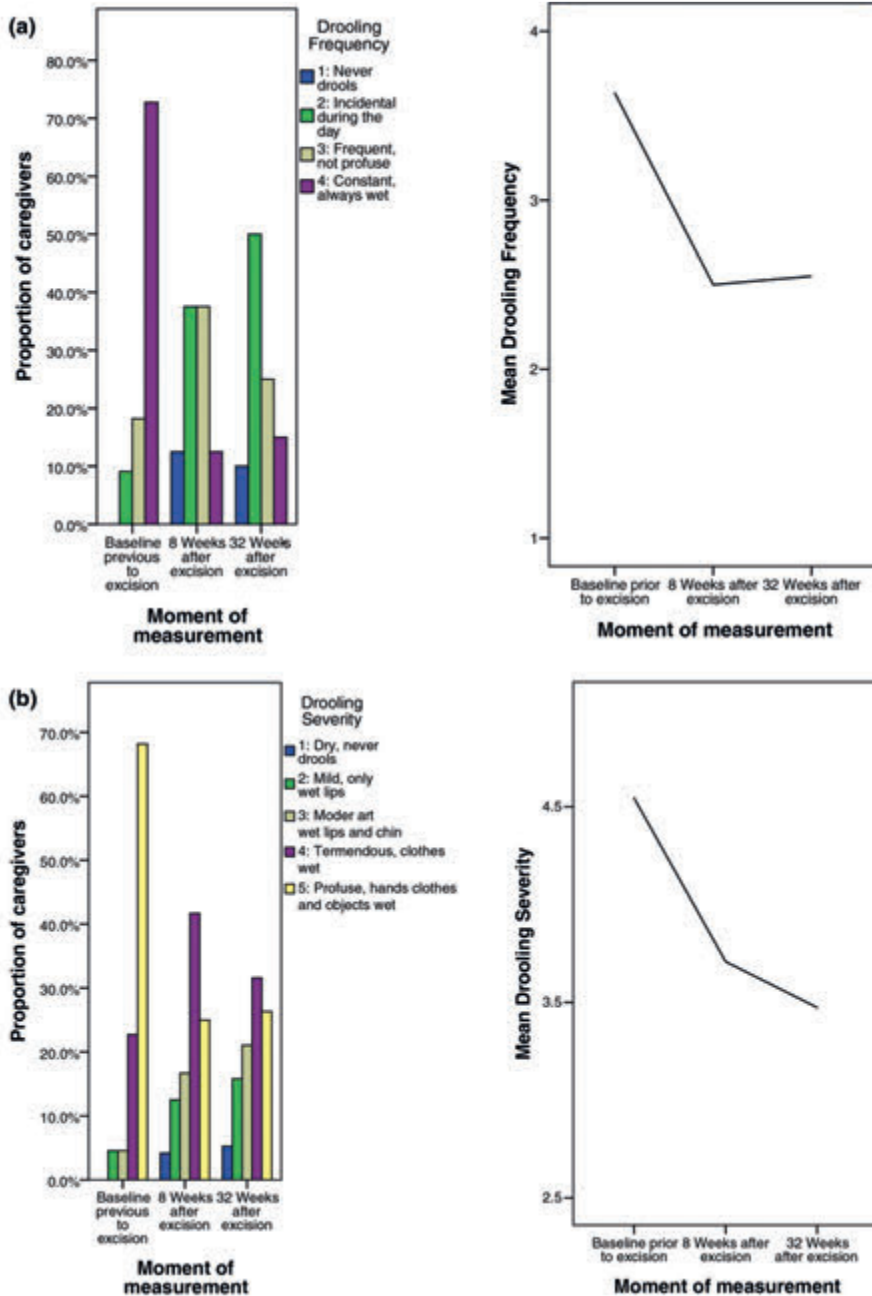 (a)
Drooling
Frequency
1: Never
drools
2: Incidental
during the
day
3: Frequent,
not profuse
4: Constant,
always wet
Proportion of caregivers
80.0%
70.0%
60.0%
50.0%
40.0%
30.0%
20.0%
10.0%
0.0%
Baseline
previous
to
excision
8 Weeks
after
excision
32 Weeks
after
excision
Moment of
measurement
Mean Drooling Frequency
4
3
2
1
Baseline prior
to excision
8 Weeks after
excision
32 Weeks after
excision
Moment of measurement
(b)
Drooling
Severity
1: Dry, never
drools
2: Mild, only
wet lips
3: Moder art
wet lips and chin
4: Termendous, clothes
wet
5: Profuse, hands clothes
and objects wet
Proportion of caregivers
70.0%
60.0%
50.0%
40.0%
30.0%
20.0%
10.0%
0.0%
Baseline
previous
to
excision
8 Weeks
after
excision
32 Weeks
after
excision
Moment of
measurement
Mean Drooling Severity
4.5
3.5
2.5
Baseline prior
to excision
8 Weeks after
excision
32 Weeks
after excision
Moment of measurement